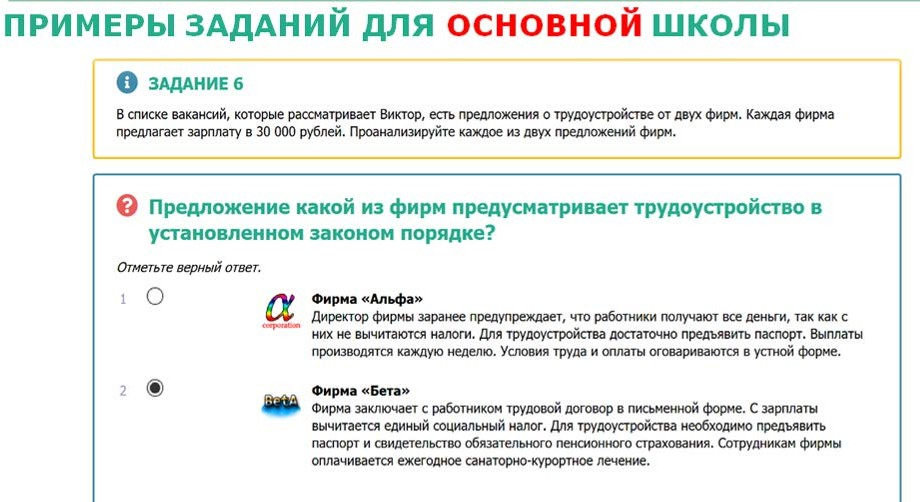 ПРИМЕРЫ ЗАДАНИЙ ДЛЯ ОСНОВНОЙ ШКОЛЫ
ЗАДАНИЕ 6
В списке вакансий, которые рассматривает Виктор, есть предложения о трудоустройстве от двух фирм. Каждая фирма
предлагает зарплату в 30 000 рублей. Проанализируйте каждое из двух предложений фирм.
Предложение какой из фирм предусматривает трудоустройство в
установленном законом порядке?
Отметьте верный ответ.
1
α
corporation
Фирма «Альфа»
Директор фирмы заранее предупреждает, что работники получают все деньги, так как с
них не вычитаются налоги. Для трудоустройства достаточно предъявить паспорт. Выплаты
производятся каждую неделю. Условия труда и оплаты оговариваются в устной форме.
2
BetA
Фирма «Бета»
Фирма заключает с работником трудовой договор в письменной форме. С зарплаты
вычитается единый социальный налог. Для трудоустройства необходимо предъявить
паспорт и свидетельство обязательного пенсионного страхования. Сотрудникам фирмы
оплачивается ежегодное санаторно-курортное лечение.